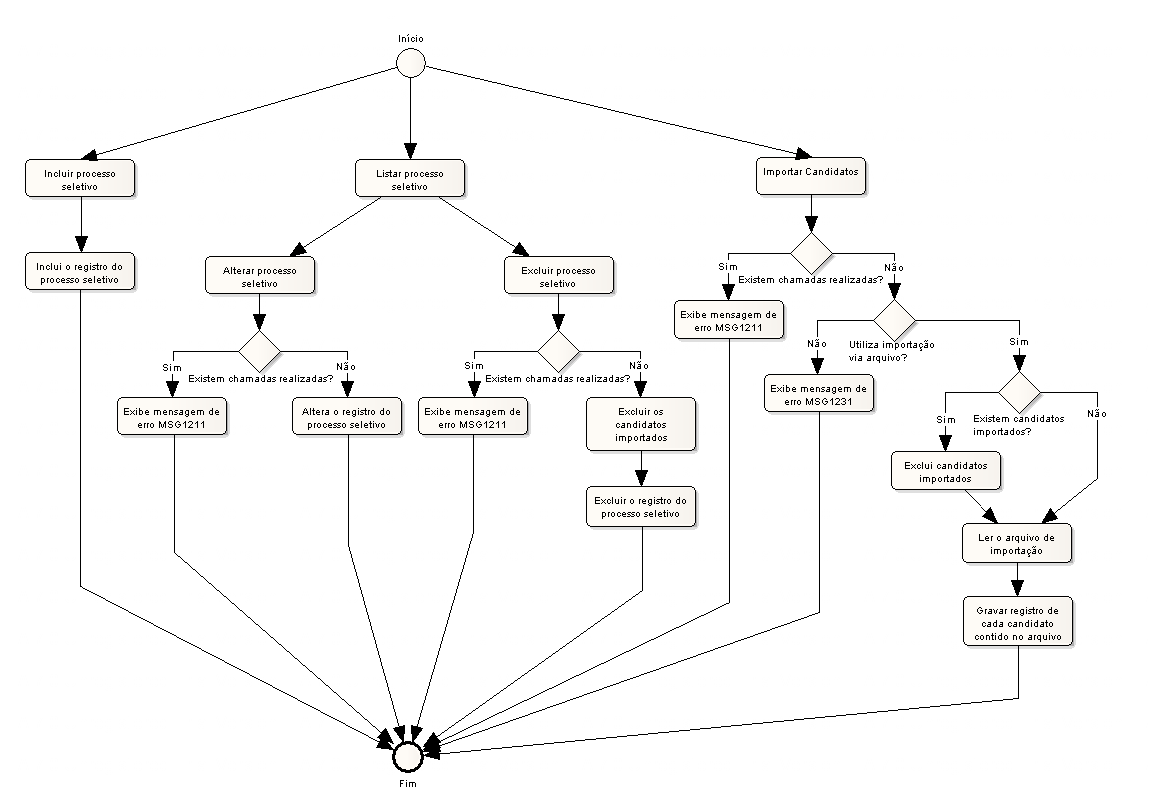 Início
Incluir processo
seletivo
Listar processo
seletivo
Importar Candidatos
Inclui o registro do
processo seletivo
Alterar processo
seletivo
Excluir processo
seletivo
Sim
Existem chamadas realizadas?
Não
Exibe mensagem de
erro MSG1211
Utiliza importação
via arquivo?
Não
Sim
Sim
Existem chamadas realizadas?
Não
Sim
Existem chamadas realizadas?
Não
Exibe mensagem de
erro MSG1231
Exibe mensagem de
erro MSG1211
Altera o registro do
processo seletivo
Exibe mensagem de
erro MSG1211
Excluir os
candidatos
importados
Sim
Existem candidatos
importados?
Não
Exclui candidatos
importados
Excluir o registro do
processo seletivo
Ler o arquivo de
importação
Gravar registro de
cada candidato
contido no arquivo
Fim